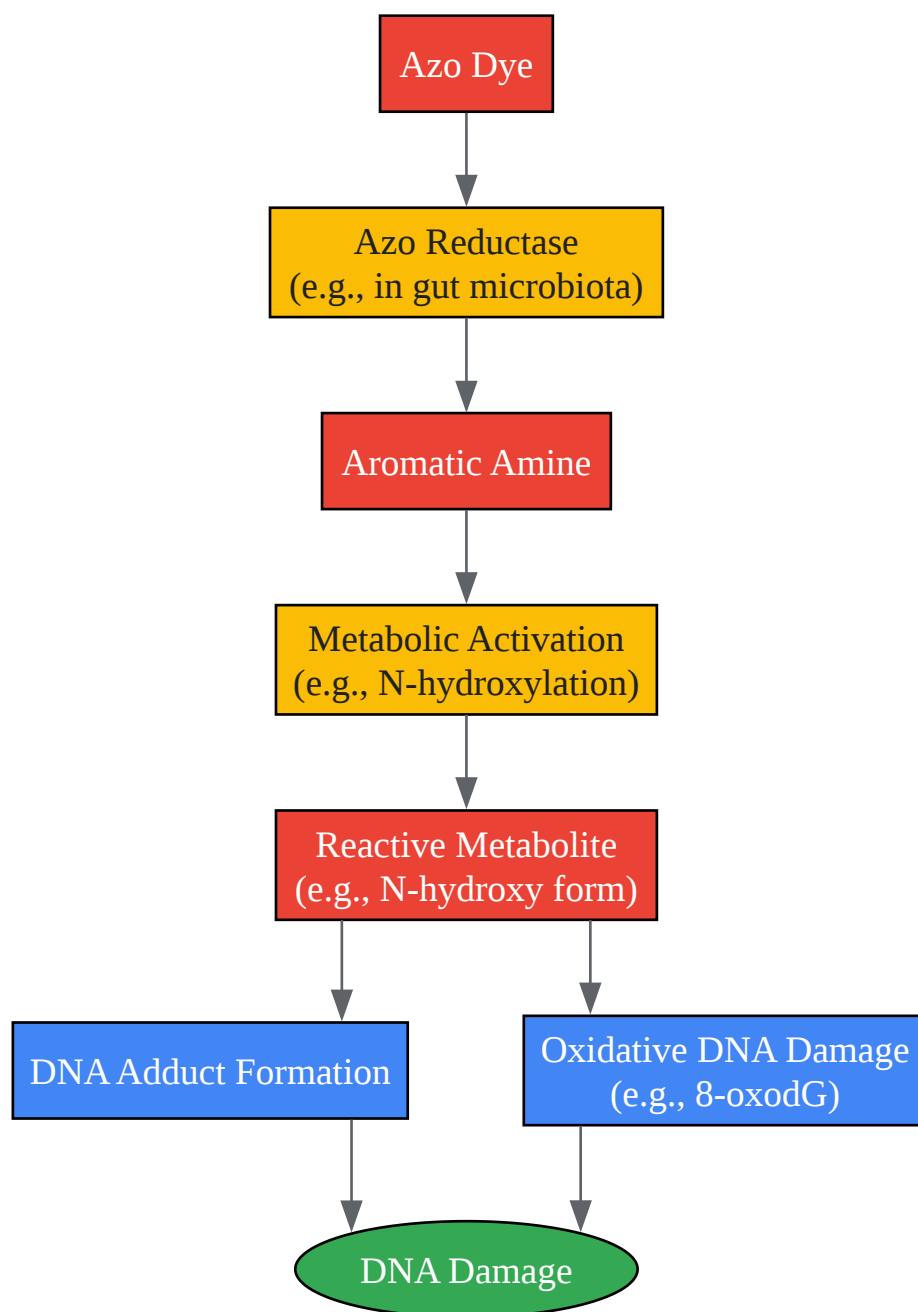 Azo Dye
Azo Reductase
(e.g., in gut microbiota)
Aromatic Amine
Metabolic Activation
(e.g., N-hydroxylation)
Reactive Metabolite
(e.g., N-hydroxy form)
DNA Adduct Formation
Oxidative DNA Damage
(e.g., 8-oxodG)
DNA Damage